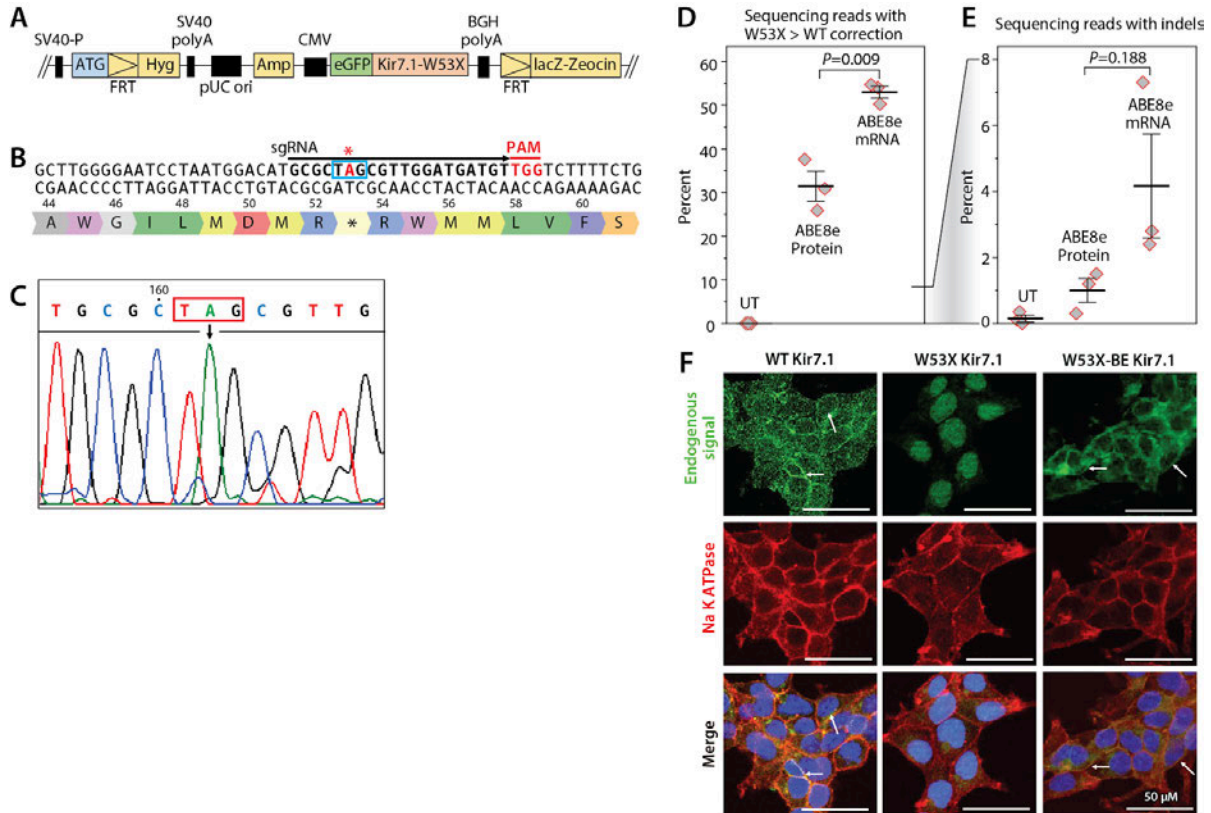 A
SV40-P
SV40
polyA
CMV
BGH
polyA
ATG
Hyg
Amp
eGFP
Kir7.1-W53X
lacZ-Zeocin
FRT
pUC ori
FRT
B
sgRNA
*
PAM
GCTTGGGGAATCCTAATGGACATGCGCTAGCGTTGGATGATGTTGGTCTTTTCTG
CGAACCCCTTAGGATTACCTGTACGCGATCGCAACCTACTACAACCAGAAAAGAC
44 46 48 50 52 53 54 56 58 60
A W G I L M D M R * R W M M L V F S
C
160
T G C G C T A G C G T T G
D
Sequencing reads with
W53X > WT correction
P=0.009
ABE8e
mRNA
ABE8e
Protein
UT
Percent
60
50
40
30
20
10
0
E
Sequencing reads with indels
P=0.188
ABE8e
mRNA
ABE8e
Protein
UT
Percent
8
6
4
2
0
F
WT Kir7.1
W53X Kir7.1
W53X-BE Kir7.1
Endogenous
signal
Na K ATPase
Merge
50 µM